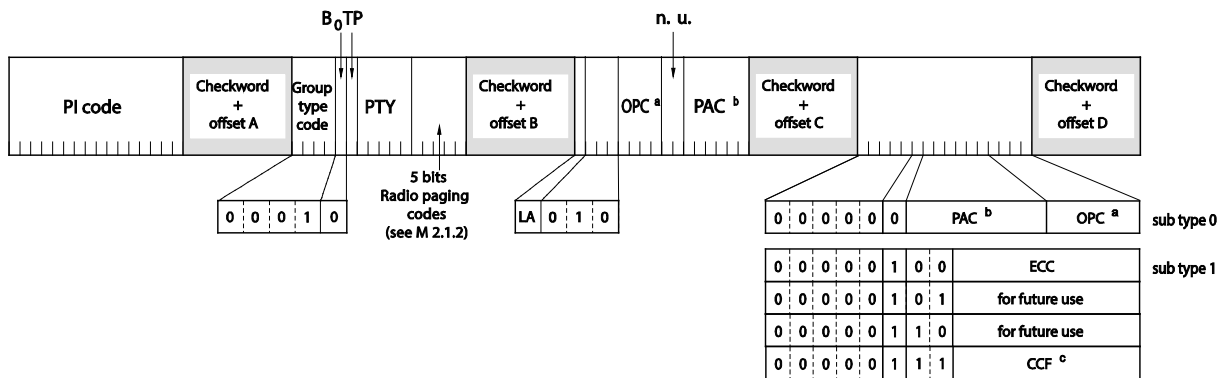 B0TP
n. u.
PI code
Checkword
+
offset A
Group
type
code
PTY
Checkword
+
offset B
OPC a
PAC b
Checkword
+
offset C
Checkword
+
offset D
5 bits
Radio paging
codes
(see M 2.1.2)
0 0 0 1 0
LA 0 1 0
0 0 0 0 0 0 PAC b OPC a sub type 0
0 0 0 0 0 1 0 0 ECC sub type 1
0 0 0 0 0 1 0 1 for future use
0 0 0 0 0 1 1 0 for future use
0 0 0 0 0 1 1 1 CCF c